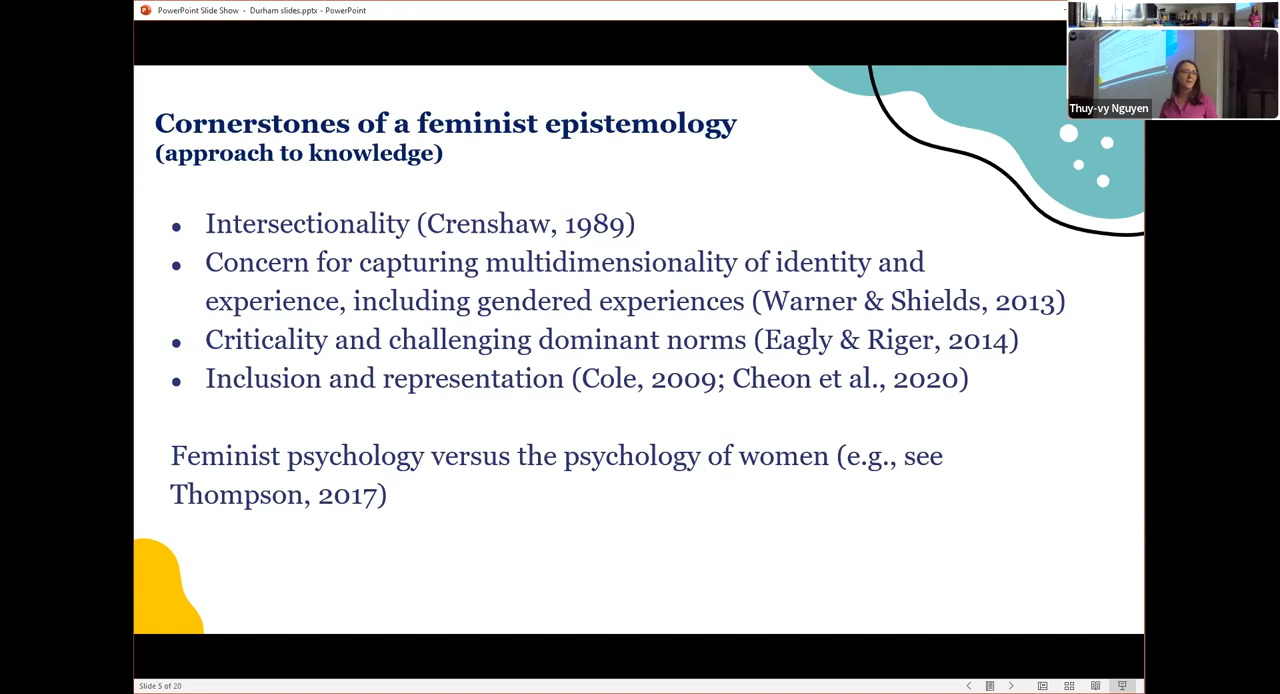 PowerPoint Slide Show - Durham slides.pptx - PowerPoint
Thuy-vy Nguyen
Cornerstones of a feminist epistemology
(approach to knowledge)
• Intersectionality (Crenshaw, 1989)
• Concern for capturing multidimensionality of identity and
experience, including gendered experiences (Warner & Shields, 2013)
• Criticality and challenging dominant norms (Eagly & Riger, 2014)
• Inclusion and representation (Cole, 2009; Cheon et al., 2020)
Feminist psychology versus the psychology of women (e.g., see
Thompson, 2017)
Slide 5 of 20